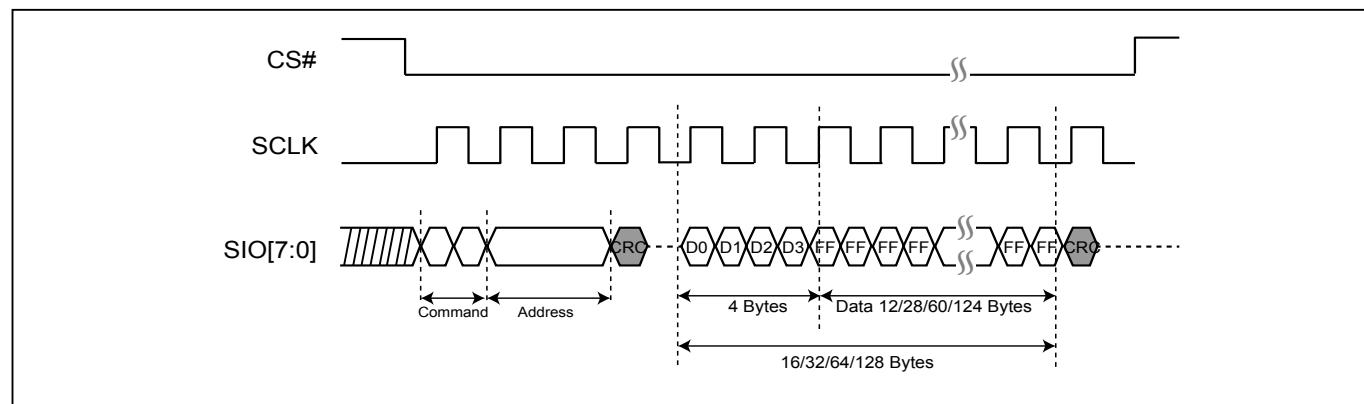 CS#
SCLK
SIO[7:0]
CRC D0 D1 D2 D3 FF FF FF FF FF FF CRC
Command Address 4 Bytes Data 12/28/60/124 Bytes
16/32/64/128 Bytes